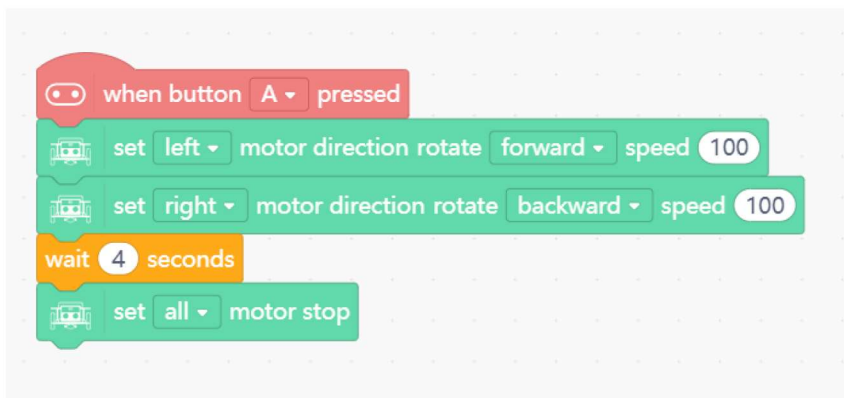 when button A pressed
set left motor direction rotate forward speed 100
set right motor direction rotate backward speed 100
wait 4 seconds
set all motor stop